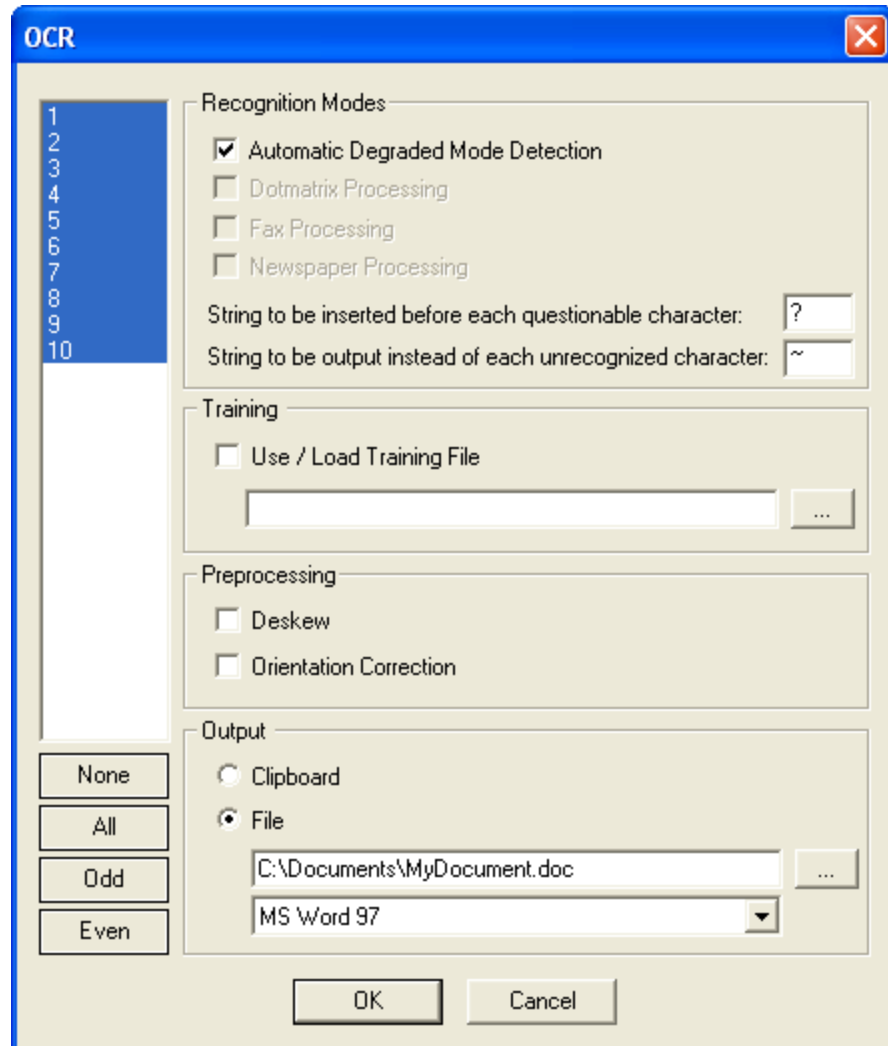 OCR
1
2
3
4
5
6
7
8
9
10
None
All
Odd
Even
Recognition Modes
Automatic Degraded Mode Detection
Dotmatrix Processing
Fax Processing
Newspaper Processing
String to be inserted before each questionable character: ?
String to be output instead of each unrecognized character: ~
Training
Use / Load Training File
...
Preprocessing
Deskew
Orientation Correction
Output
Clipboard
File
C:\Documents\MyDocument.doc ...
MS Word 97
OK Cancel